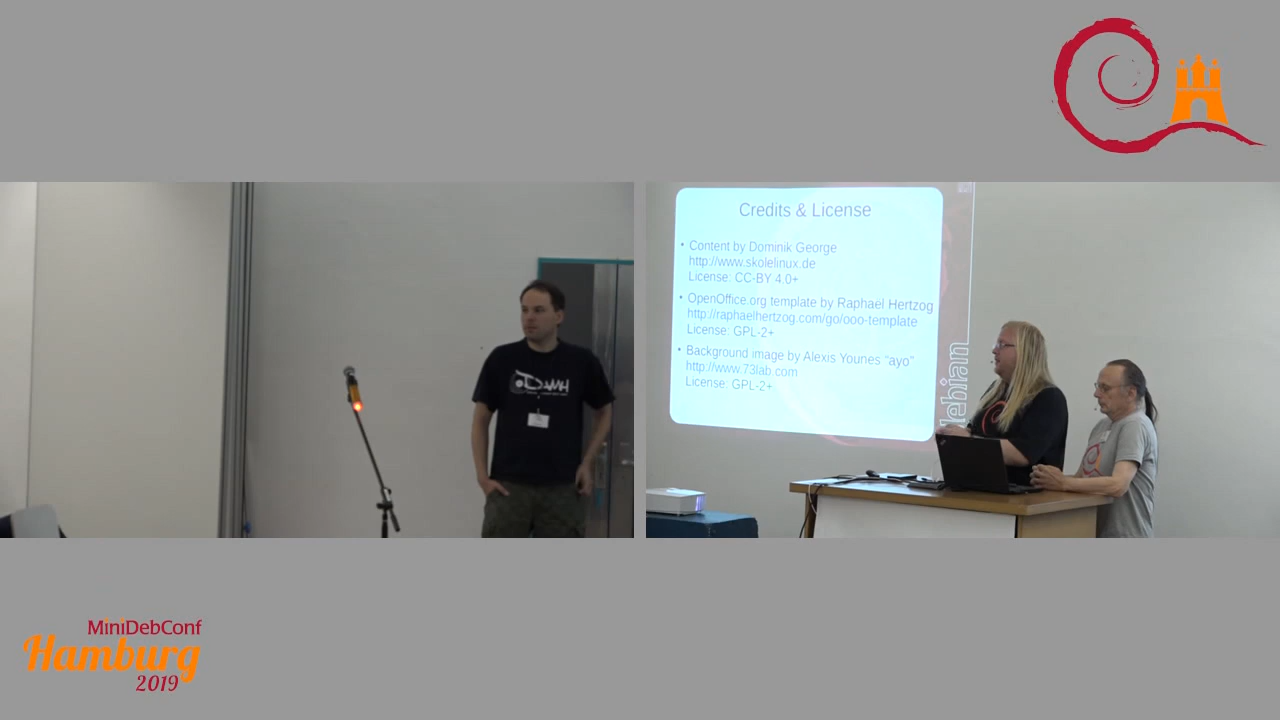 Credits & License
• Content by Dominik George
http://www.skolelinux.de
License: CC-BY 4.0+
• OpenOffice.org template by Raphael Hertzog
http://raphaelhertzog.com/go/ooo-template
License: GPL-2+
• Background image by Alexis Younes "ayo"
http://www.73lab.com
License: GPL-2+
debian
MiniDebConf
Hamburg
2019